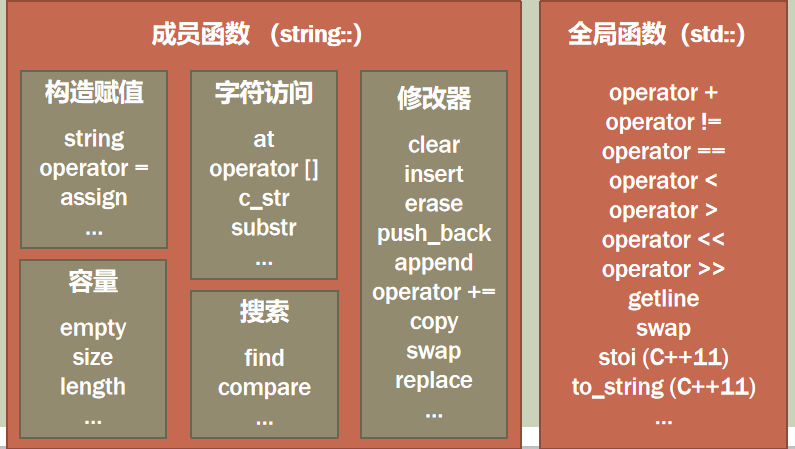 成员函数 （string::）
构造赋值
string
operator =
assign
...
容量
empty
size
length
...
字符访问
at
operator []
c_str
substr
...
搜索
find
compare
...
修改器
clear
insert
erase
push_back
append
operator +=
copy
swap
replace
...
全局函数（std::）
operator +
operator !=
operator ==
operator <
operator >
operator <<
operator >>
getline
swap
stoi (C++11)
to_string (C++11)
...